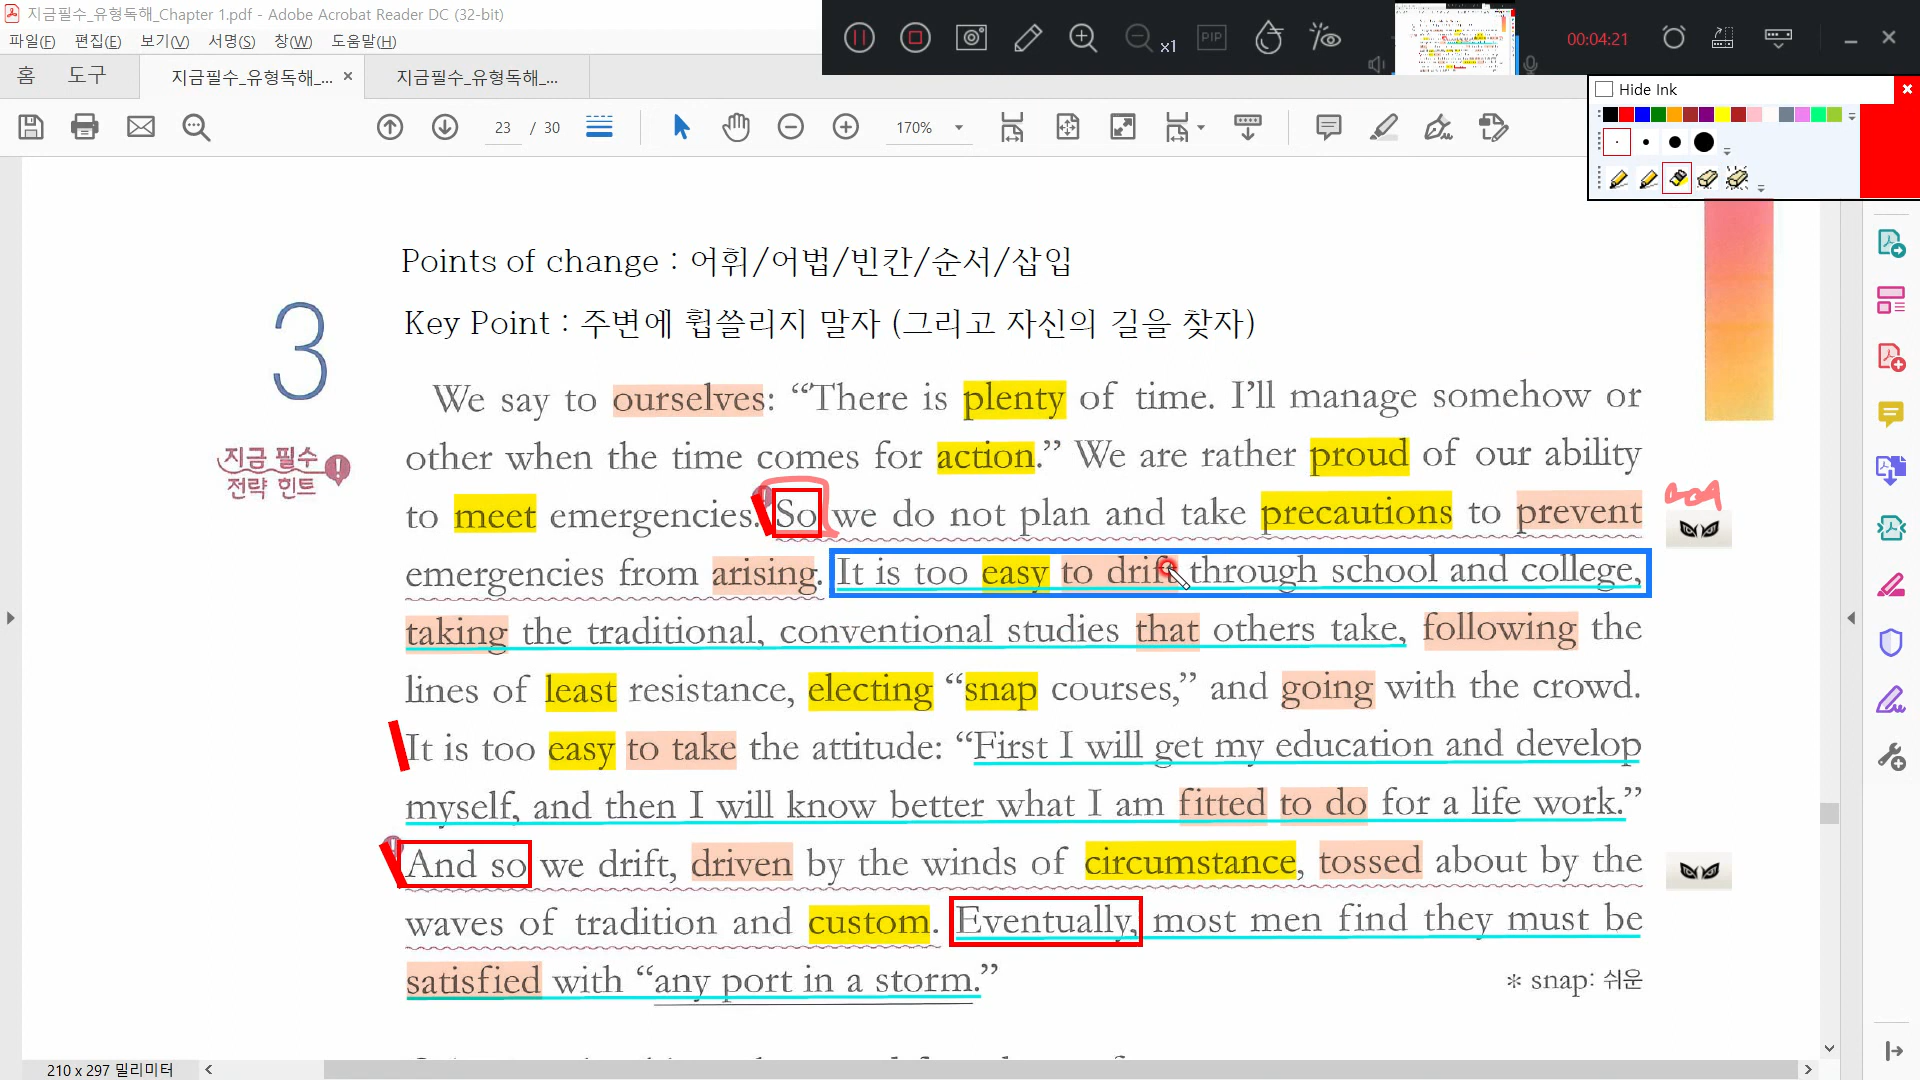 지금필수_유형독해_Chapter 1.pdf - Adobe Acrobat Reader DC (32-bit)
파일(F) 편집(E) 보기(V) 서명(S) 창(W) 도움말(H)
x1
PIP
00:04:21
홈 도구 지금필수_유형독해_... × 지금필수_유형독해_...
Hide Ink
23 / 30
170%
Points of change : 어휘/어법/빈칸/순서/삽입
Key Point : 주변에 휩쓸리지 말자 (그리고 자신의 길을 찾자)
3
지금 필수
전략 힌트
We say to ourselves: “There is plenty of time. I’ll manage somehow or
other when the time comes for action.” We are rather proud of our ability
to meet emergencies. So we do not plan and take precautions to prevent
emergencies from arising. It is too easy to drift through school and college,
taking the traditional, conventional studies that others take, following the
lines of least resistance, electing “snap courses,” and going with the crowd.
It is too easy to take the attitude: “First I will get my education and develop
myself, and then I will know better what I am fitted to do for a life work.”
And so we drift, driven by the winds of circumstance, tossed about by the
waves of tradition and custom. Eventually, most men find they must be
satisfied with “any port in a storm.”
* snap: 쉬운
210 x 297 밀리미터